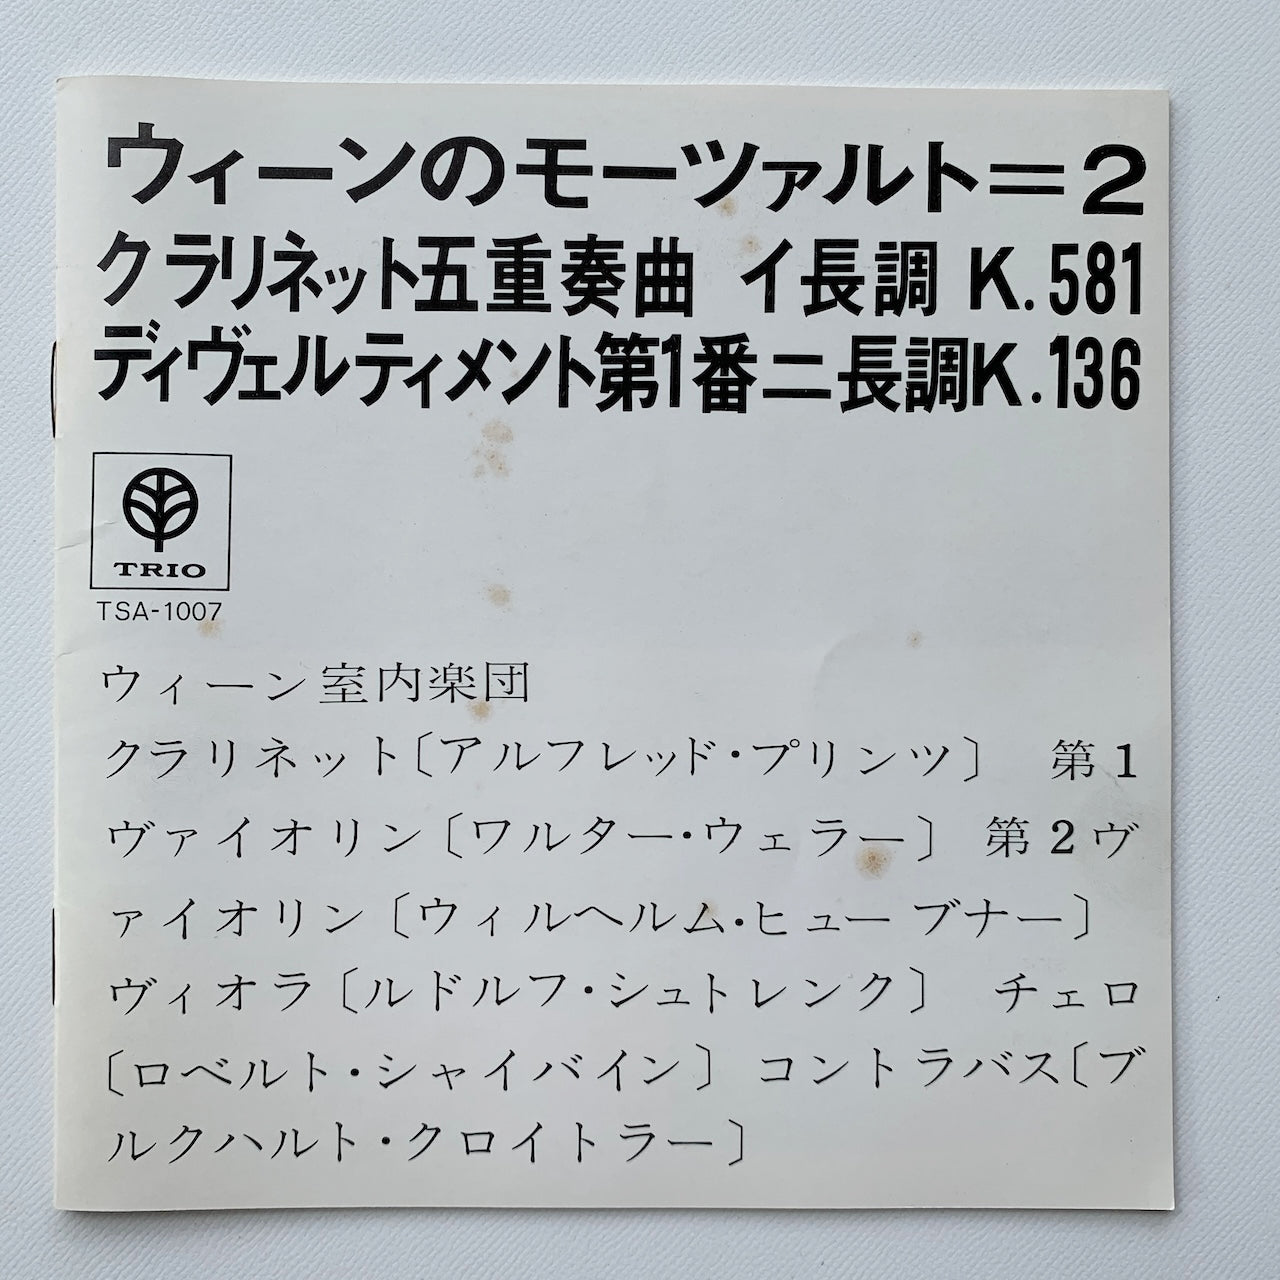 ウィーンのモーツァルト＝2
クラリネット五重奏曲 イ長調 K.581
ディヴェルティメント第1番ニ長調K.136
TRIO
TSA-1007
ウィーン室内楽団
クラリネット〔アルフレッド・プリンツ〕 第1
ヴァイオリン〔ワルター・ウェラー〕 第2ヴ
ァイオリン〔ウィルヘルム・ヒューブナー〕
ヴィオラ〔ルドルフ・シュトレンク〕 チェロ
〔ロベルト・シャイバイン〕 コントラバス〔ブ
ルクハルト・クロイトラー〕